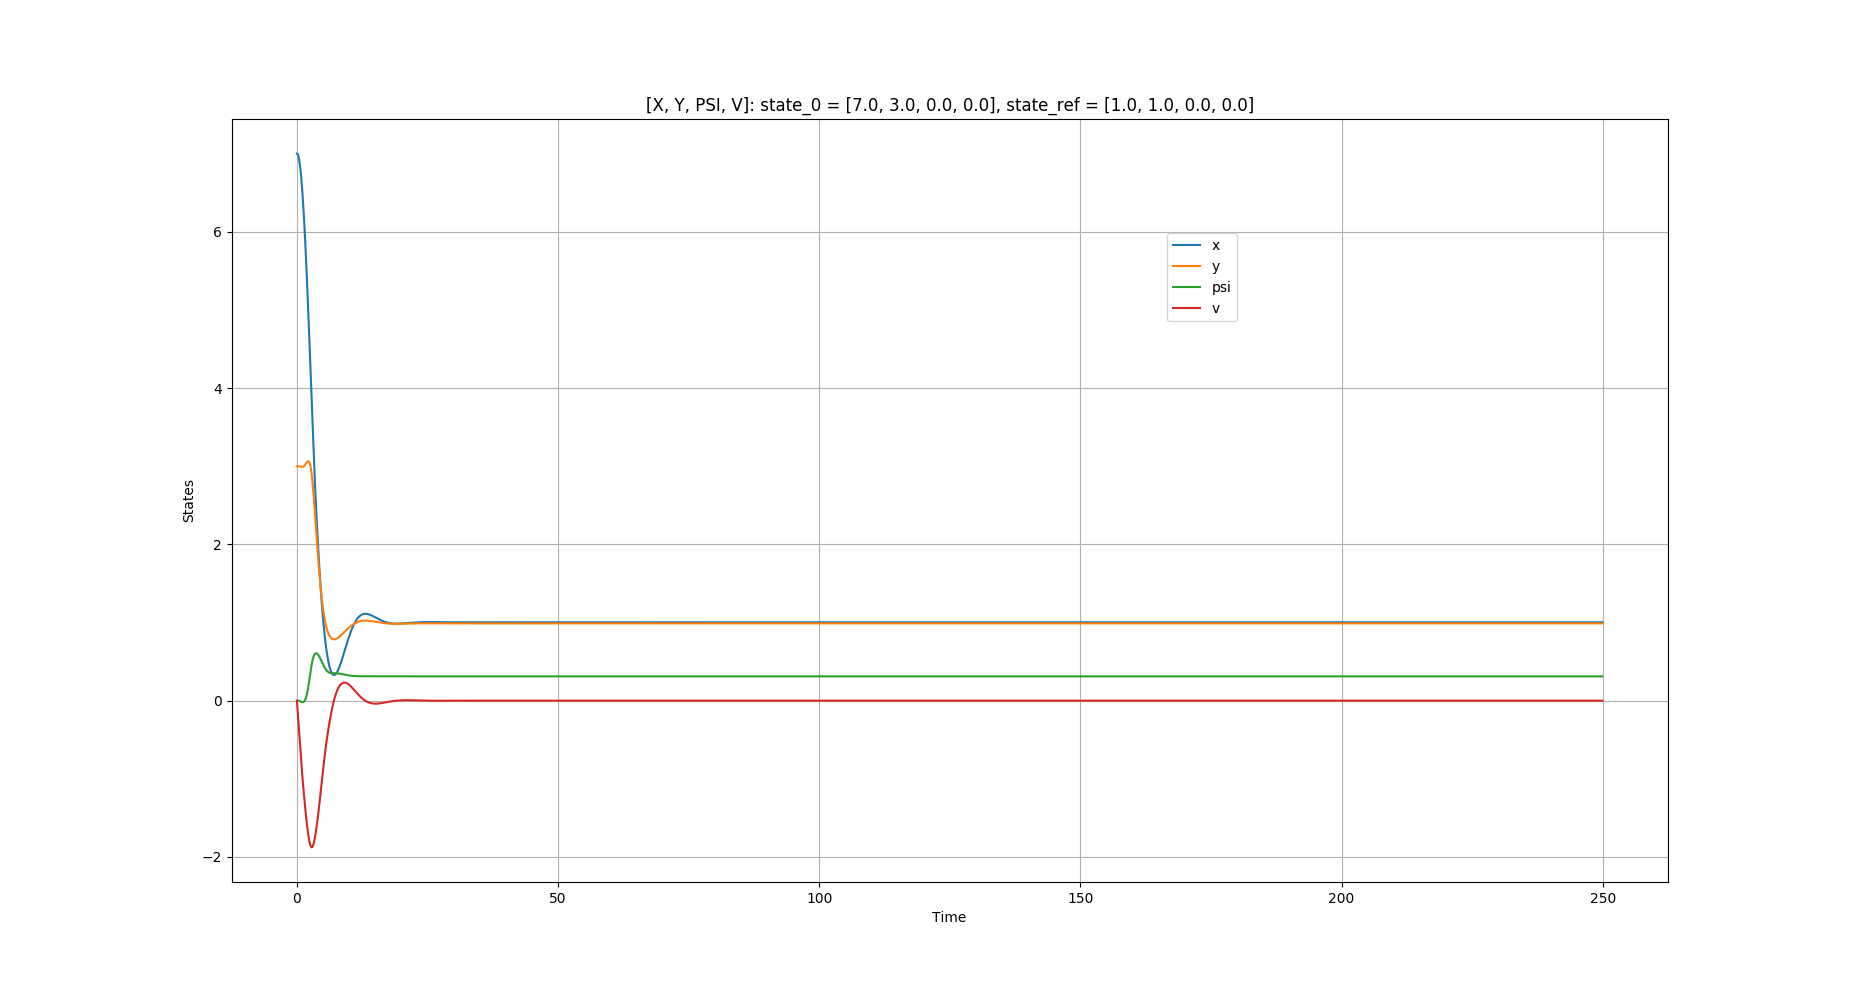 [X, Y, PSI, V]: state_0 = [7.0, 3.0, 0.0, 0.0], state_ref = [1.0, 1.0, 0.0, 0.0]
6
4
2
0
−2
States
x
y
psi
v
0
50
100
150
200
250
Time